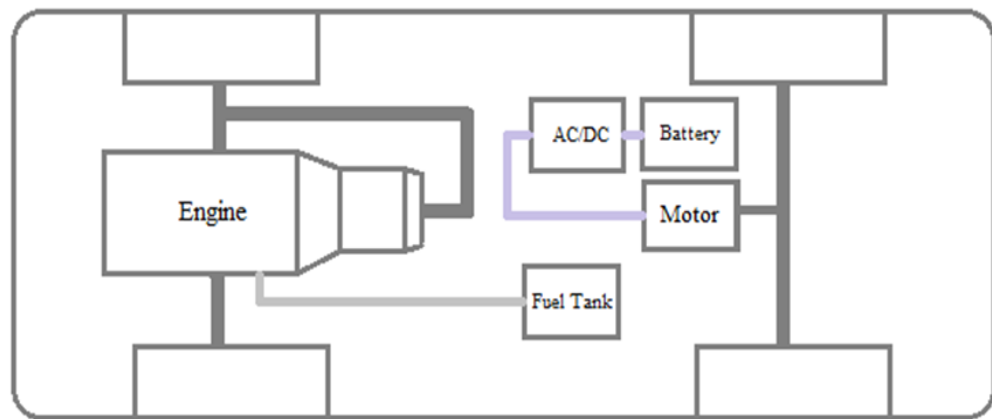 AC/DC
Battery
Engine
Motor
Fuel Tank